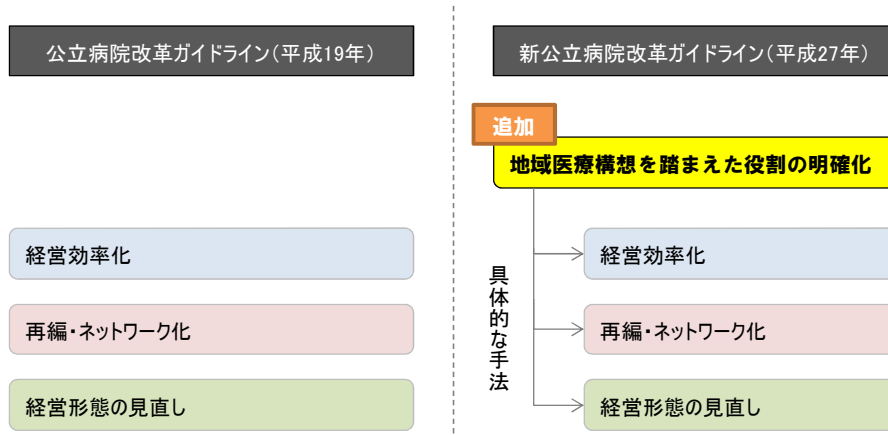 公立病院改革ガイドライン（平成19年）
経営効率化
再編・ネットワーク化
経営形態の見直し
新公立病院改革ガイドライン（平成27年）
追加
地域医療構想を踏まえた役割の明確化
具体的な手法
経営効率化
再編・ネットワーク化
経営形態の見直し